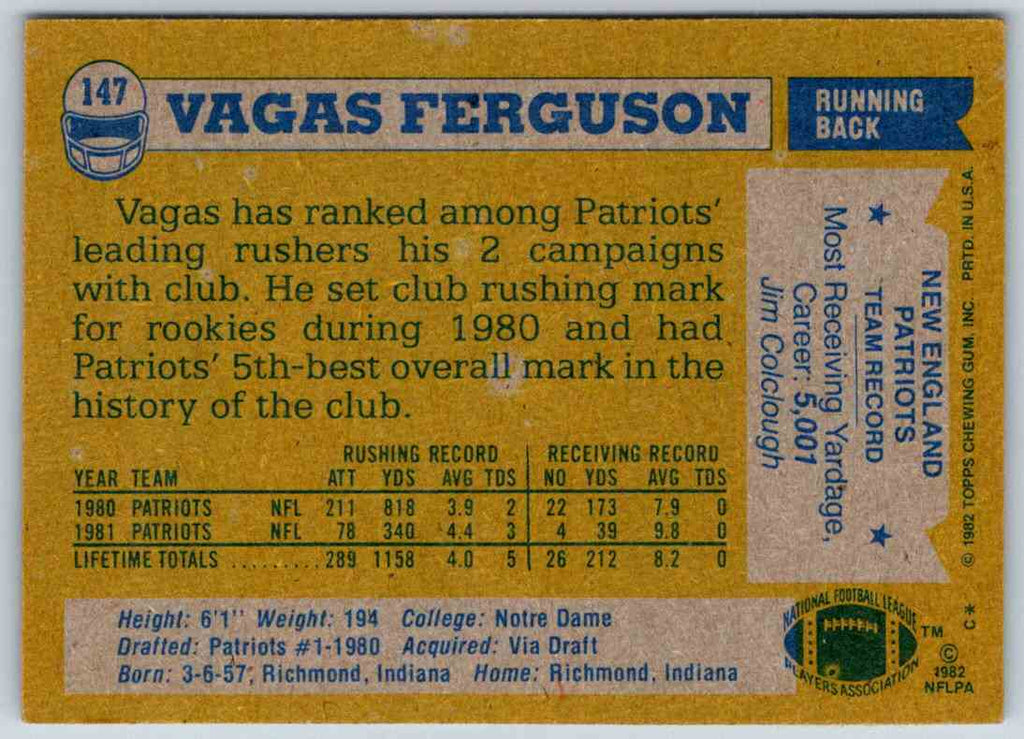 147
VAGAS FERGUSON
RUNNING
BACK
Vagas has ranked among Patriots'
leading rushers his 2 campaigns
with club. He set club rushing mark
for rookies during 1980 and had
Patriots' 5th-best overall mark in the
history of the club.
RUSHING RECORD RECEIVING RECORD
YEAR TEAM ATT YDS AVG TDS NO YDS AVG TDS
1980 PATRIOTS NFL 211 818 3.9 2 22 173 7.9 0
1981 PATRIOTS NFL 78 340 4.4 3 4 39 9.8 0
LIFETIME TOTALS ......... 289 1158 4.0 5 26 212 8.2 0
Height: 6'1" Weight: 194 College: Notre Dame
Drafted: Patriots #1-1980 Acquired: Via Draft
Born: 3-6-57, Richmond, Indiana Home: Richmond, Indiana
NEW ENGLAND
PATRIOTS
★ TEAM RECORD ★
Most Receiving Yardage,
Career: 5,001
Jim Colclough
© 1982 TOPPS CHEWING GUM, INC. PRTD. IN U.S.A.
C*
NATIONAL FOOTBALL LEAGUE
PLAYERS ASSOCIATION
TM
©
1982
NFLPA